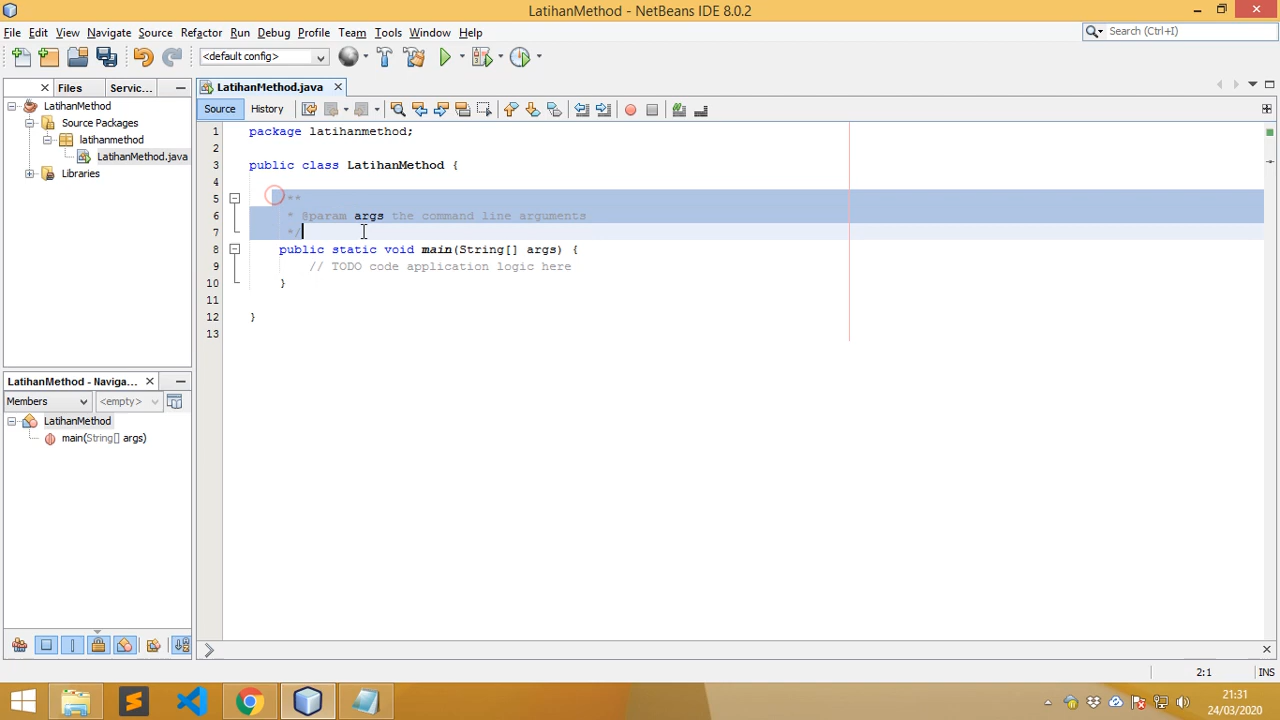 LatihanMethod - NetBeans IDE 8.0.2
File Edit View Navigate Source Refactor Run Debug Profile Team Tools Window Help
Search (Ctrl+I)
<default config>
Files Servic...
LatihanMethod
Source Packages
latihanmethod
LatihanMethod.java
Libraries
LatihanMethod.java
Source History
1 package latihanmethod;
2
3 public class LatihanMethod {
4
5 /**
6 * @param args the command line arguments
7 */
8 public static void main(String[] args) {
9 // TODO code application logic here
10 }
11
12 }
13
LatihanMethod - Naviga...
Members <empty>
LatihanMethod
main(String[] args)
2:1 INS
21:31
24/03/2020